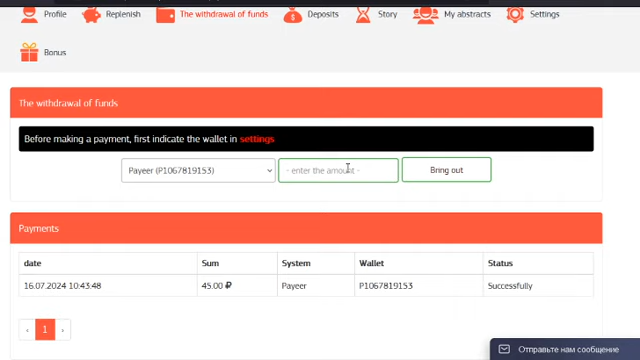 Profile Replenish The withdrawal of funds Deposits Story My abstracts Settings
Bonus
The withdrawal of funds
Before making a payment, first indicate the wallet in settings
Payeer (P1067819153) - enter the amount - Bring out
Payments
date Sum System Wallet Status
16.07.2024 10:43:48 45.00 ₽ Payeer P1067819153 Successfully
‹ 1 ›
Отправьте нам сообщение